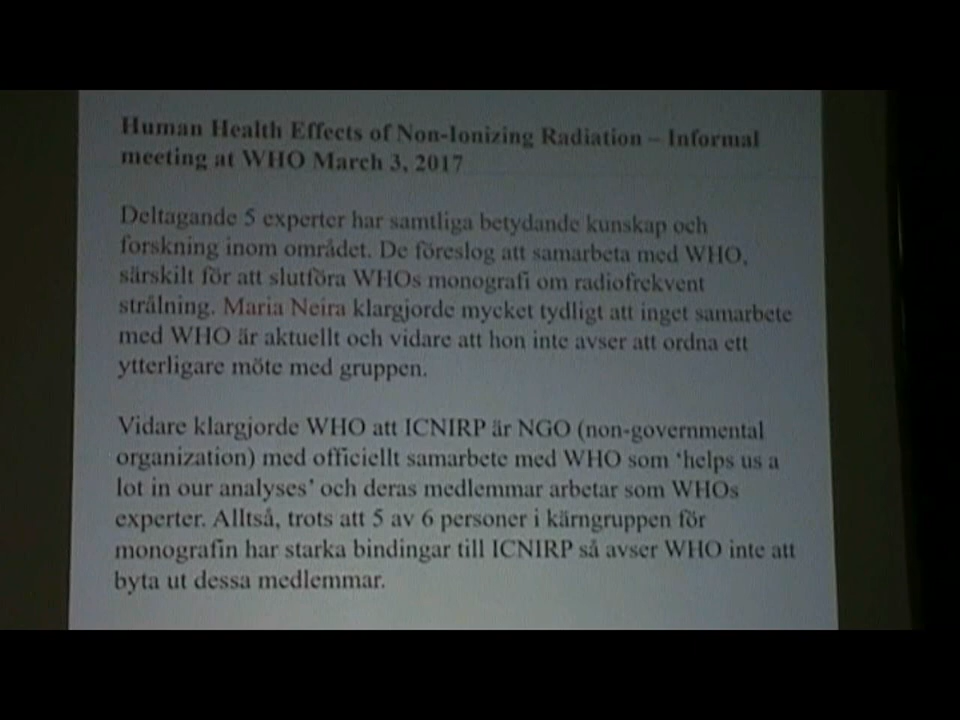 Human Health Effects of Non-Ionizing Radiation – Informal
meeting at WHO March 3, 2017
Deltagande 5 experter har samtliga betydande kunskap och
forskning inom området. De föreslog att samarbeta med WHO,
särskilt för att slutföra WHOs monografi om radiofrekvent
strålning. Maria Neira klargjorde mycket tydligt att inget samarbete
med WHO är aktuellt och vidare att hon inte avser att ordna ett
ytterligare möte med gruppen.
Vidare klargjorde WHO att ICNIRP är NGO (non-governmental
organization) med officiellt samarbete med WHO som ‘helps us a
lot in our analyses’ och deras medlemmar arbetar som WHOs
experter. Alltså, trots att 5 av 6 personer i kärngruppen för
monografin har starka bindingar till ICNIRP så avser WHO inte att
byta ut dessa medlemmar.